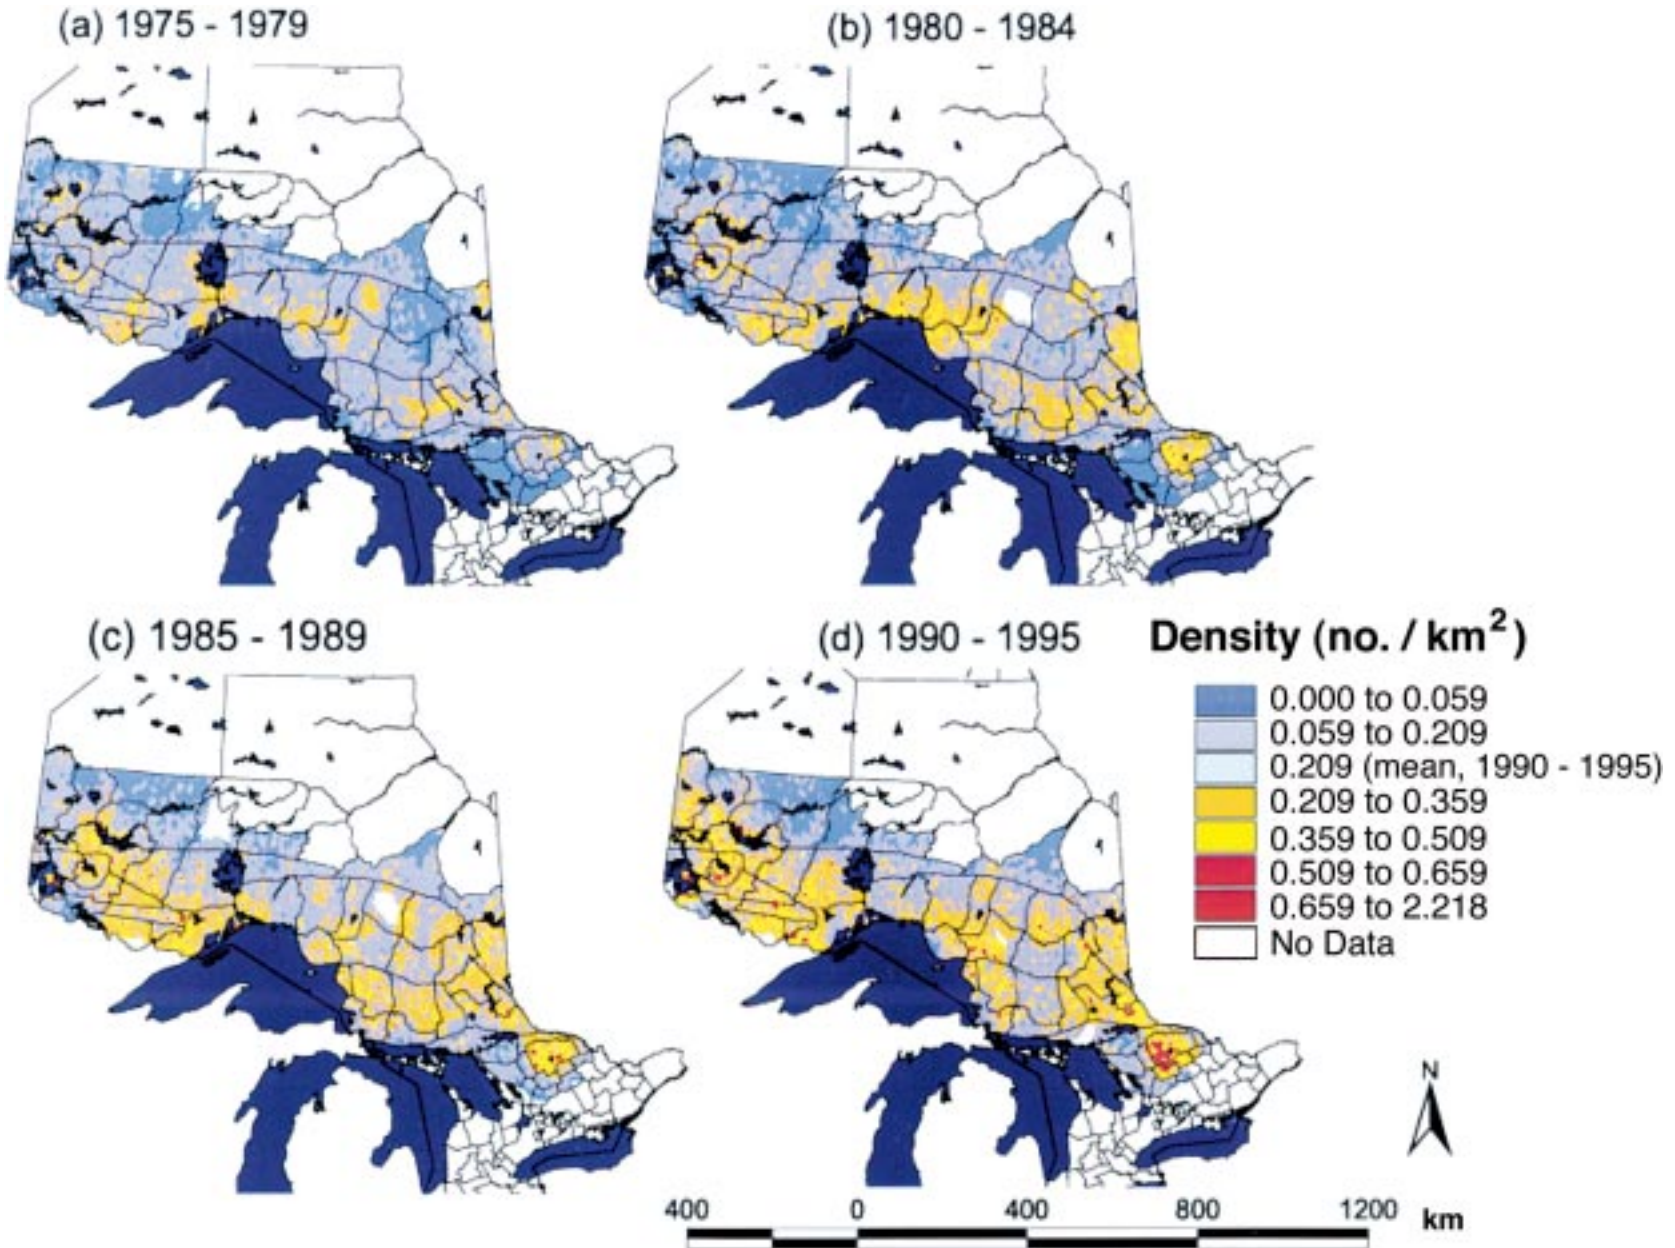 (a) 1975 - 1979
(b) 1980 - 1984
(c) 1985 - 1989
(d) 1990 - 1995
Density (no. / km²)
0.000 to 0.059
0.059 to 0.209
0.209 (mean, 1990 - 1995)
0.209 to 0.359
0.359 to 0.509
0.509 to 0.659
0.659 to 2.218
No Data
N
400 0 400 800 1200 km